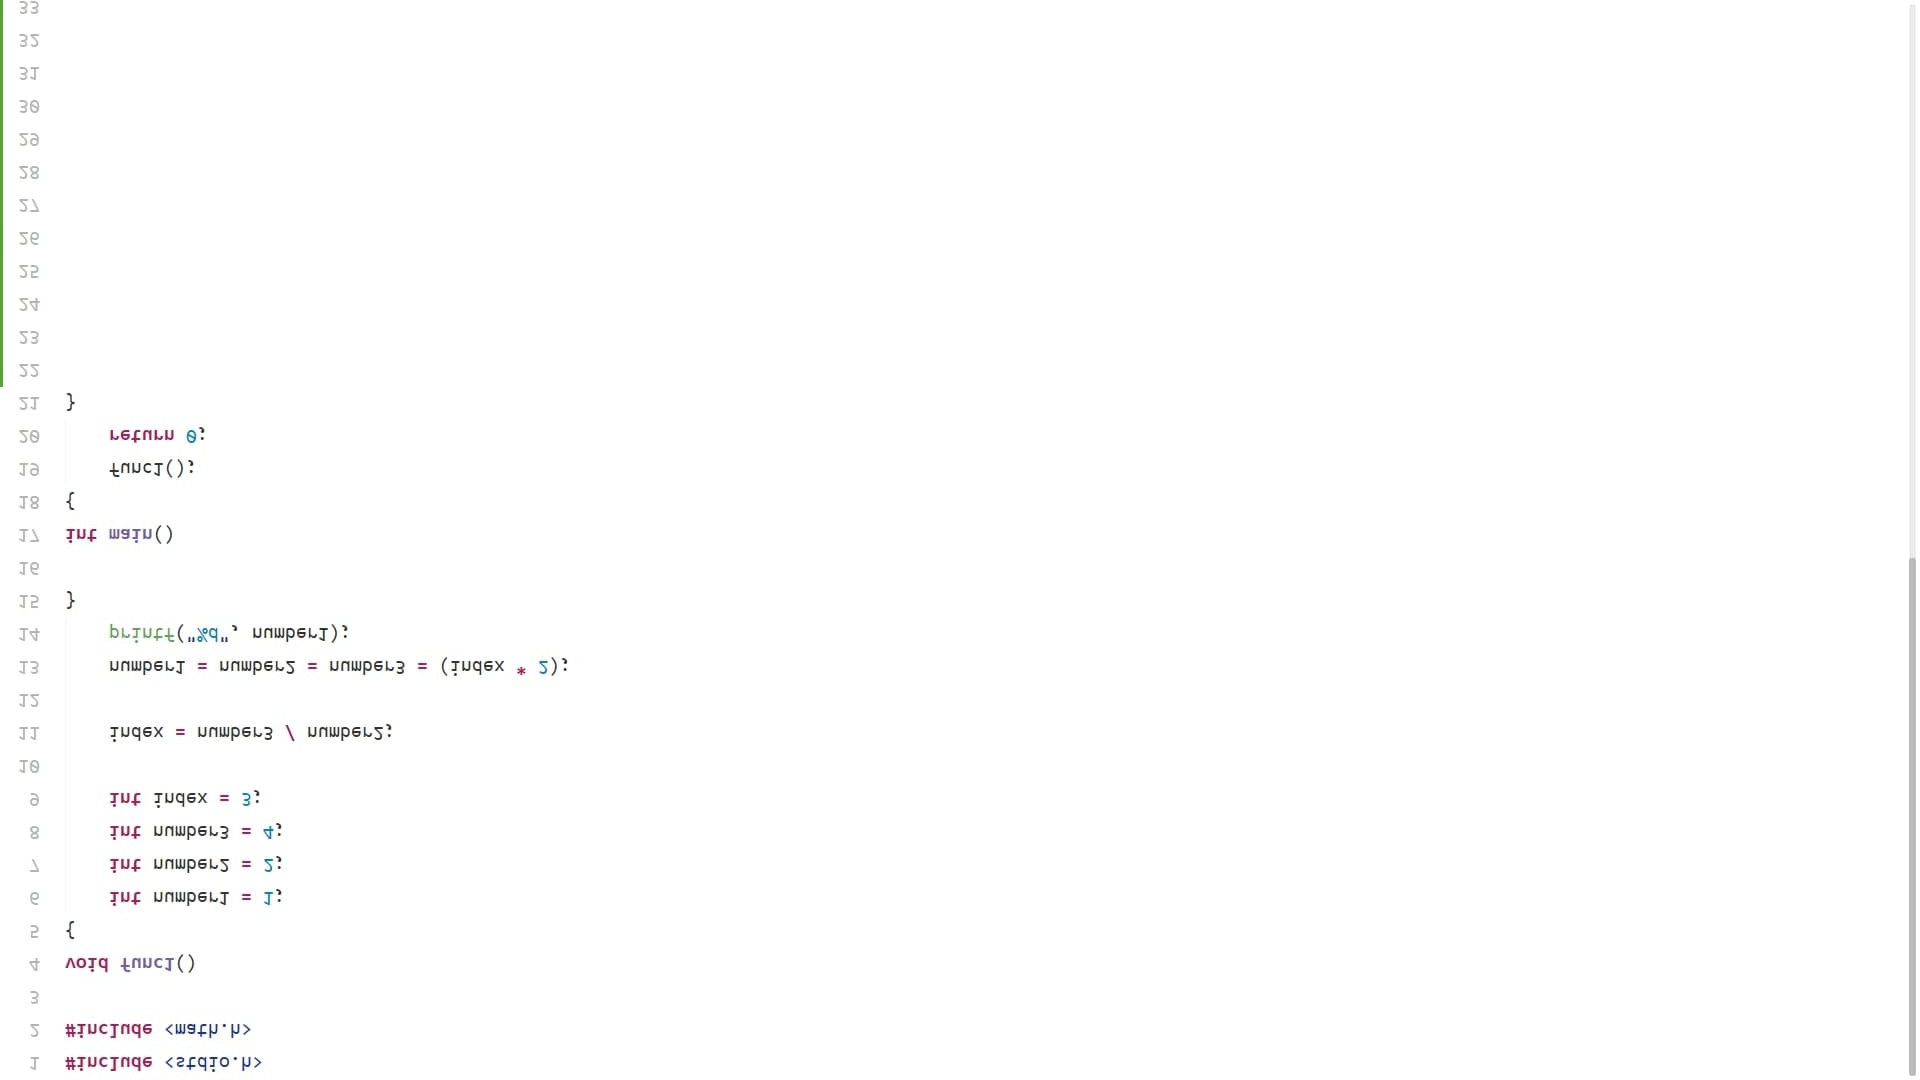 1 #include <stdio.h>
2 #include <math.h>
3
4 void func1()
5 {
6 int number1 = 1;
7 int number2 = 2;
8 int number3 = 4;
9 int index = 3;
10
11 index = number3 / number2;
12
13 number1 = number2 = number3 = (index * 2);
14 printf("%d", number1);
15 }
16
17 int main()
18 {
19 func1();
20 return 0;
21 }
22
23
24
25
26
27
28
29
30
31
32
33